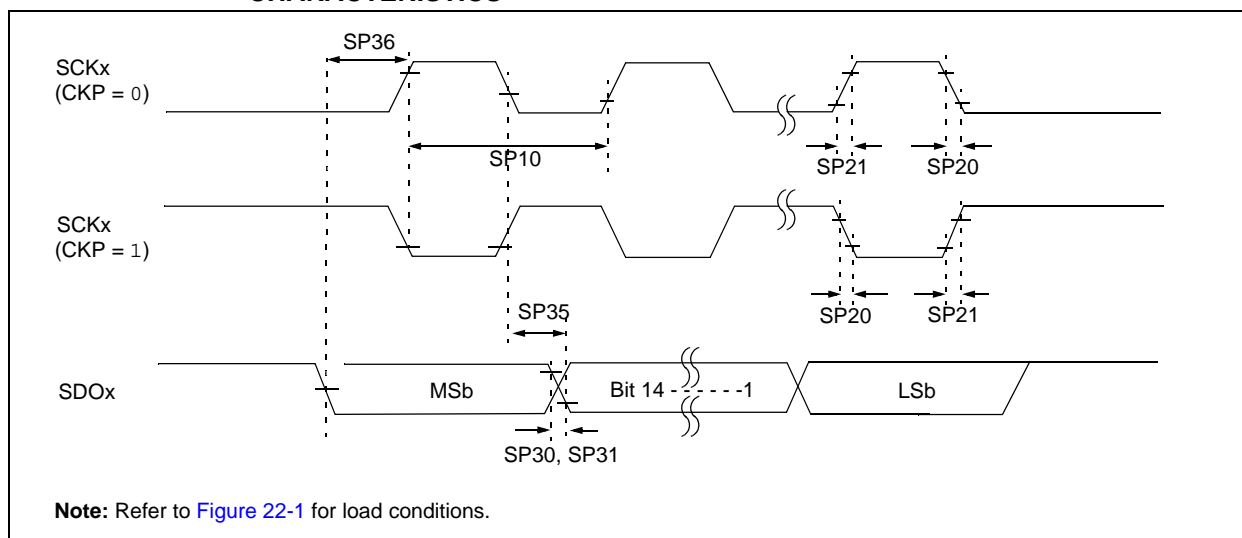 CHARACTERISTICS
SP36
SCKx
(CKP = 0)
SP10
SP21
SP20
SCKx
(CKP = 1)
SP35
SP20
SP21
SDOx
MSb
Bit 14 - - - - - -1
LSb
SP30, SP31
Note: Refer to Figure 22-1 for load conditions.